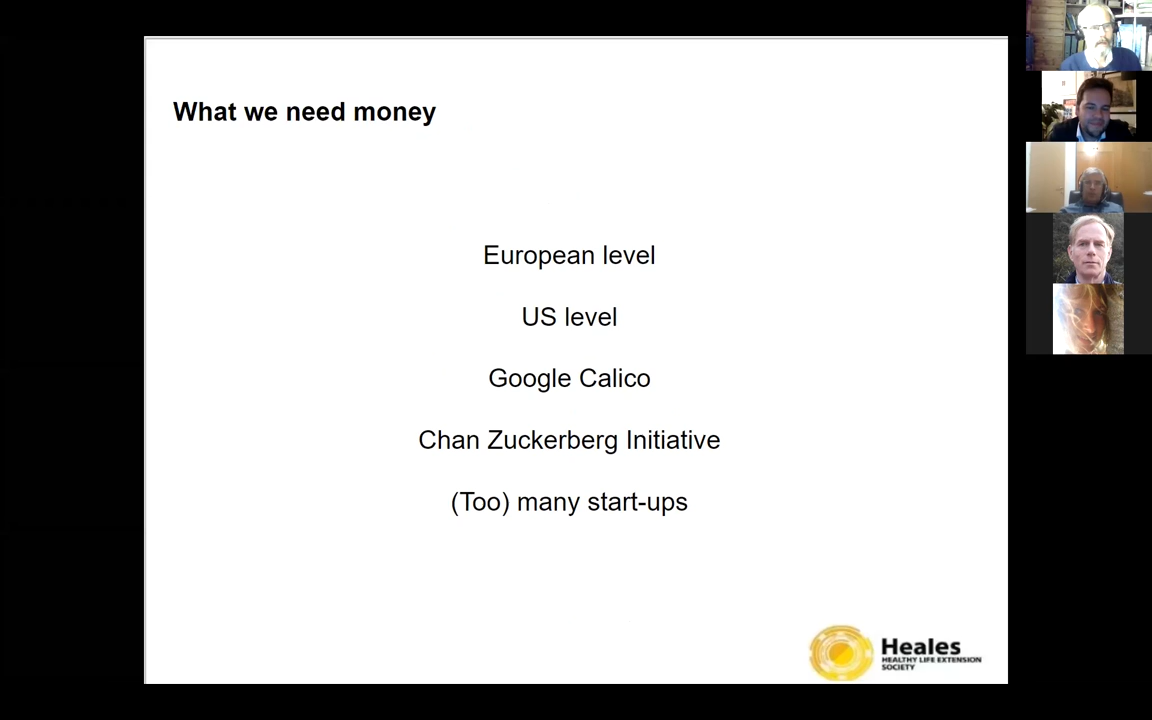 What we need money
European level
US level
Google Calico
Chan Zuckerberg Initiative
(Too) many start-ups
Heales
HEALTHY LIFE EXTENSION
SOCIETY